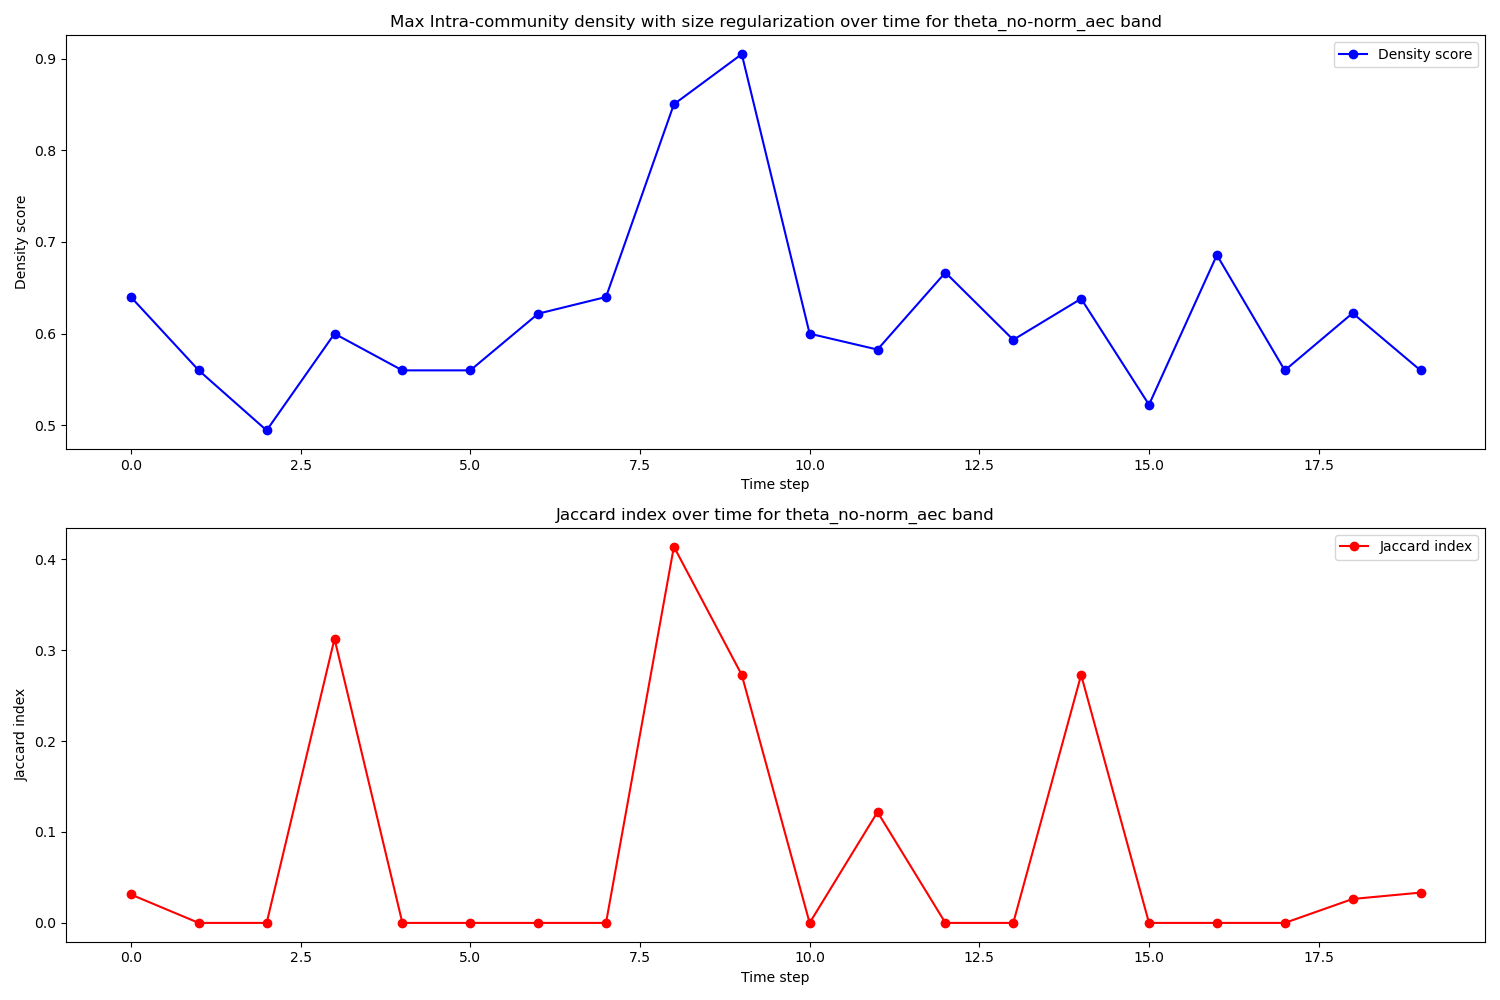 Max Intra-community density with size regularization over time for theta_no-norm_aec band
Density score
0.9
0.8
0.7
0.6
0.5
Density score
0.0 2.5 5.0 7.5 10.0 12.5 15.0 17.5
Time step
Jaccard index over time for theta_no-norm_aec band
Jaccard index
0.4
0.3
0.2
0.1
0.0
Jaccard index
0.0 2.5 5.0 7.5 10.0 12.5 15.0 17.5
Time step